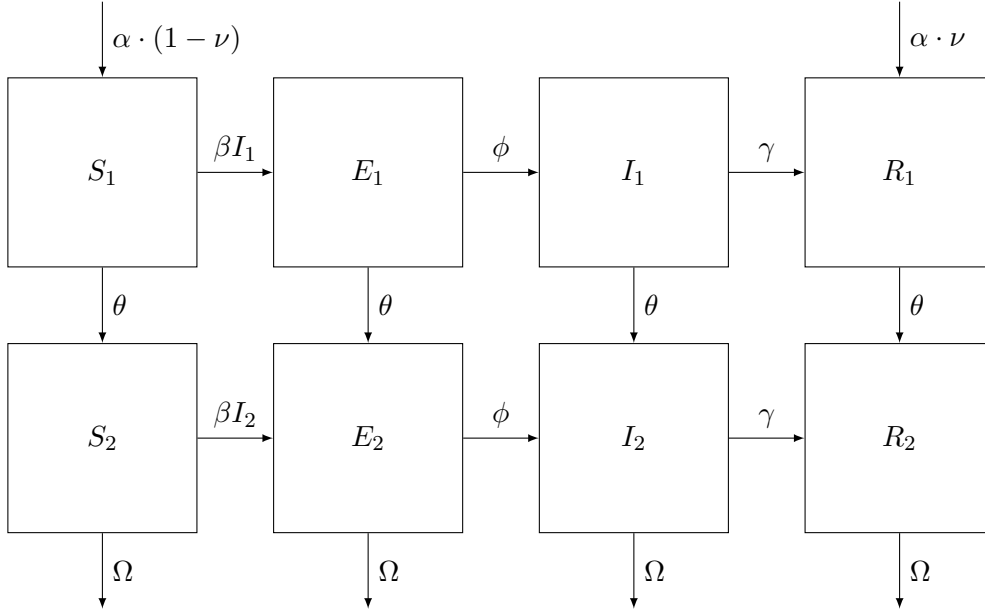 α · (1 − ν)
α · ν
S₁
βI₁
E₁
φ
I₁
γ
R₁
θ
θ
θ
θ
S₂
βI₂
E₂
φ
I₂
γ
R₂
Ω
Ω
Ω
Ω